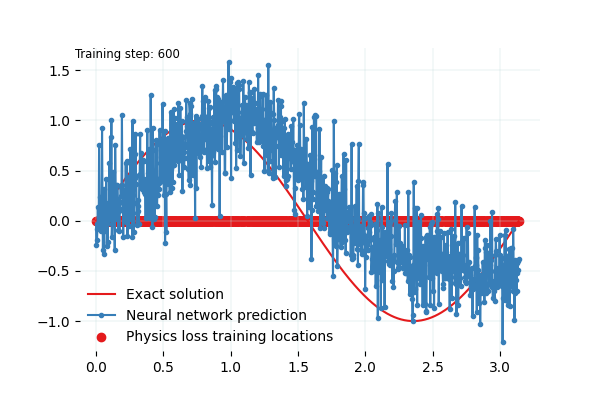 Training step: 600
1.5
1.0
0.5
0.0
−0.5
−1.0
Exact solution
Neural network prediction
Physics loss training locations
0.0 0.5 1.0 1.5 2.0 2.5 3.0